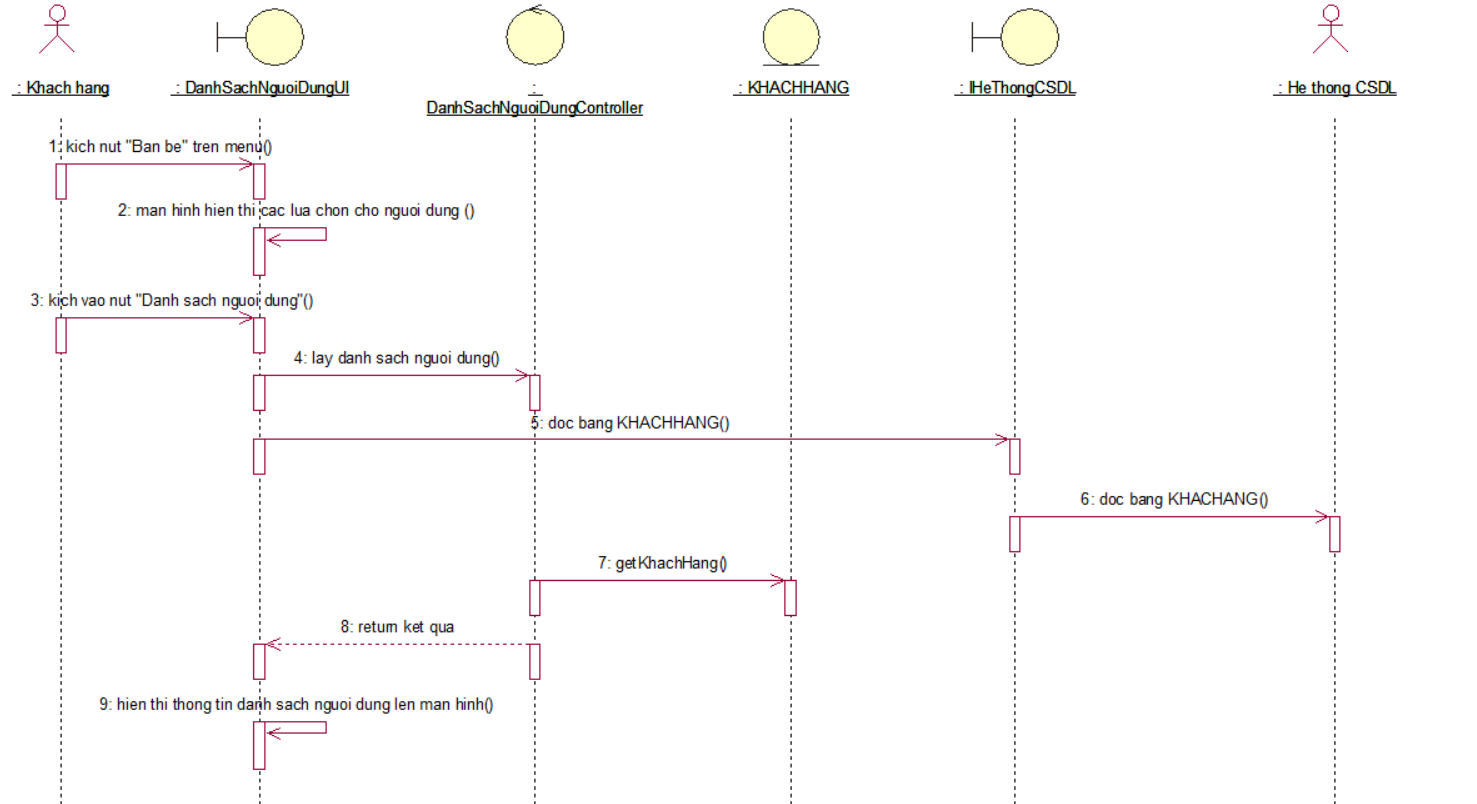 : Khach hang
: DanhSachNguoiDungUI
:
DanhSachNguoiDungController
: KHACHHANG
: IHeThongCSDL
: He thong CSDL
1: kich nut "Ban be" tren menu()
2: man hinh hien thi cac lua chon cho nguoi dung ()
3: kich vao nut "Danh sach nguoi dung"()
4: lay danh sach nguoi dung()
5: doc bang KHACHHANG()
6: doc bang KHACHANG()
7: getKhachHang()
8: return ket qua
9: hien thi thong tin danh sach nguoi dung len man hinh()